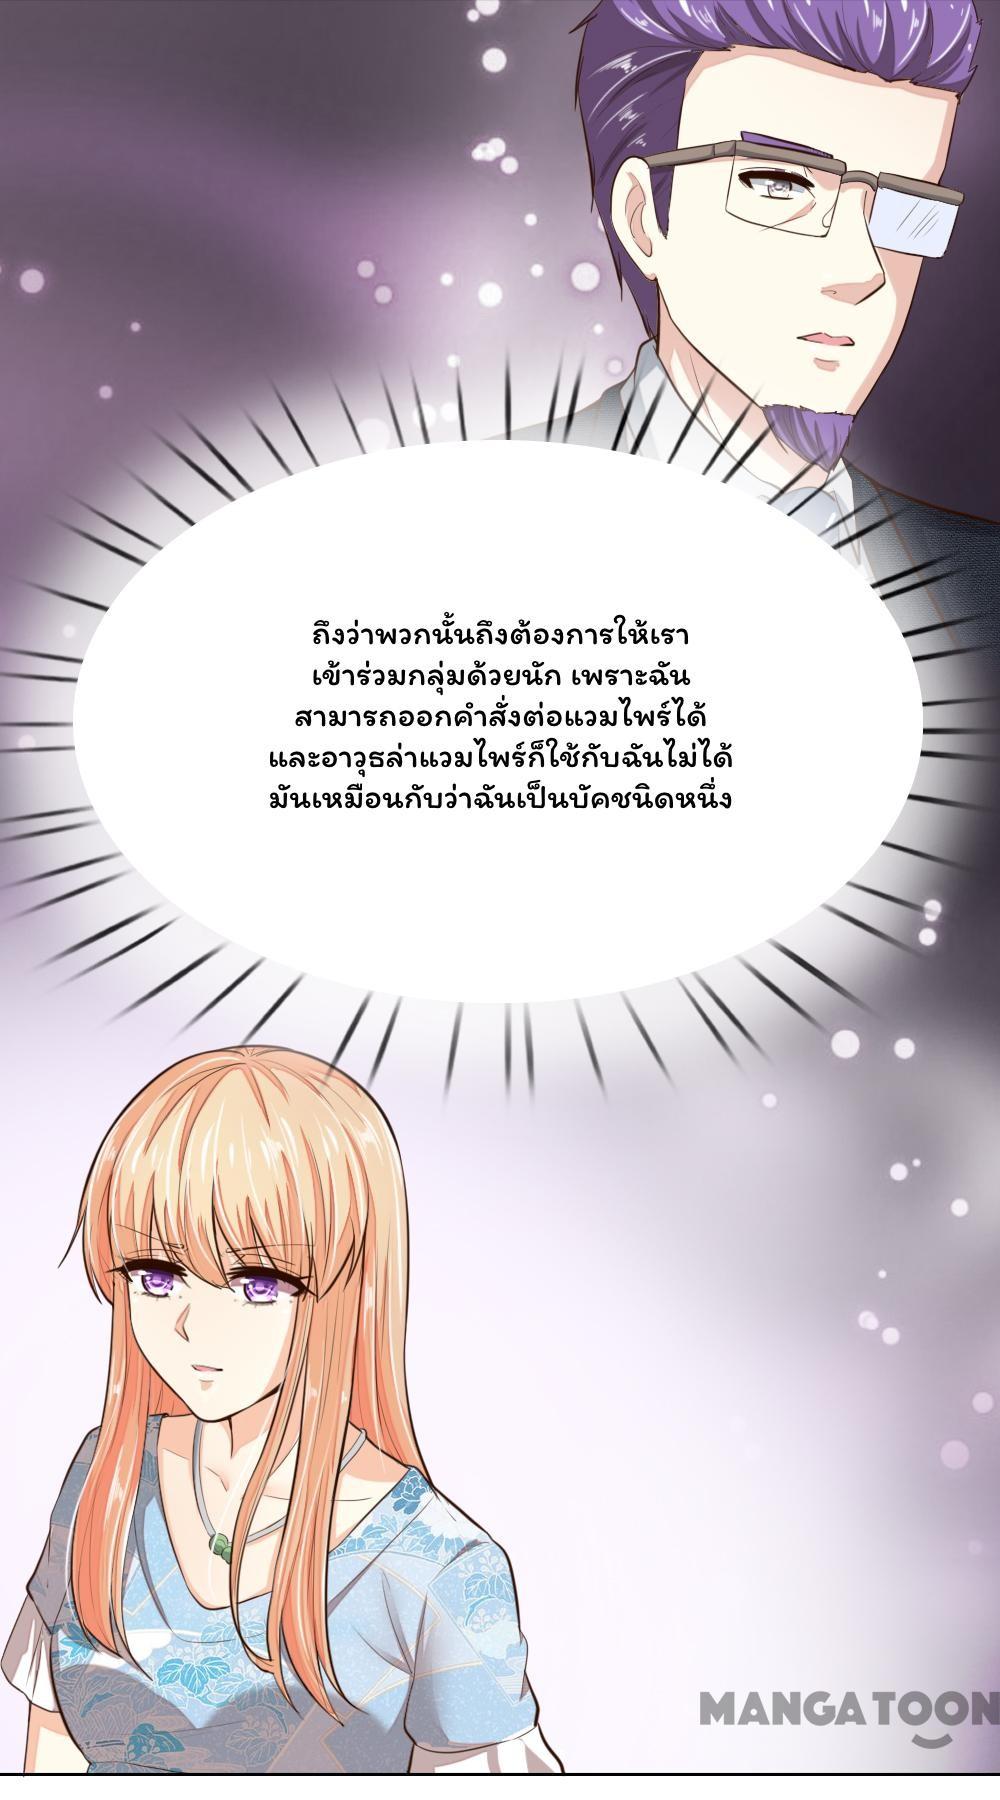 ถึงว่าพวกนั้นถึงต้องการให้เรา
เข้าร่วมกลุ่มด้วยนัก เพราะฉัน
สามารถออกคำสั่งต่อแวมไพร์ได้
และอาวุธล่าแวมไพร์ก็ใช้กับฉันไม่ได้
มันเหมือนกับว่าฉันเป็นบัคชนิดหนึ่ง
MANGATOON